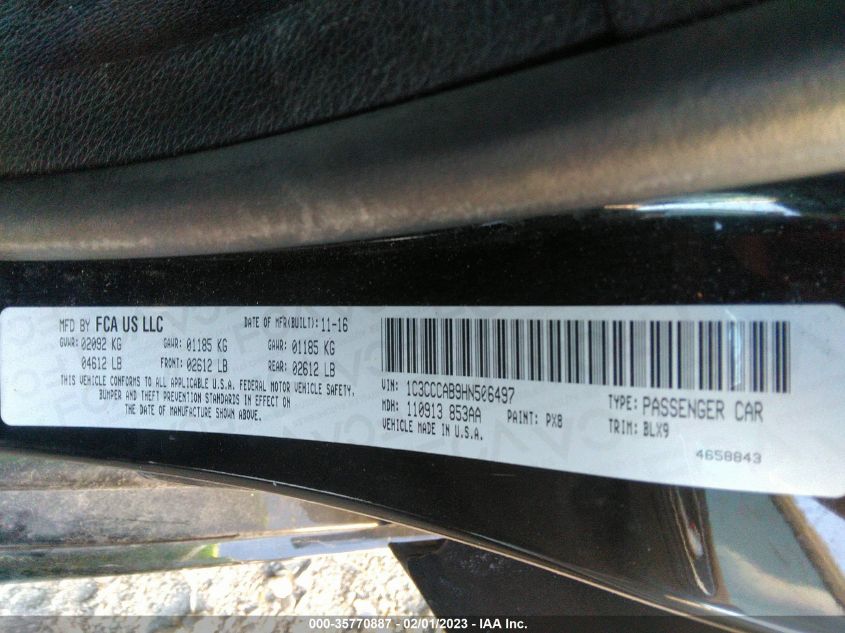 MFD BY FCA US LLC DATE OF MFR(BUILT): 11-16
GVWR: 02092 KG GAWR: 01185 KG GAWR: 01185 KG
04612 LB FRONT: 02612 LB REAR: 02612 LB
THIS VEHICLE CONFORMS TO ALL APPLICABLE U.S.A. FEDERAL MOTOR VEHICLE SAFETY,
BUMPER AND THEFT PREVENTION STANDARDS IN EFFECT ON
THE DATE OF MANUFACTURE SHOWN ABOVE.
VIN: 1C3CCCAB9HN506497 TYPE: PASSENGER CAR
MDH: 110913 853AA PAINT: PX8 TRIM: BLX9
VEHICLE MADE IN U.S.A.
4658843
000-35770887 - 02/01/2023 - IAA Inc.